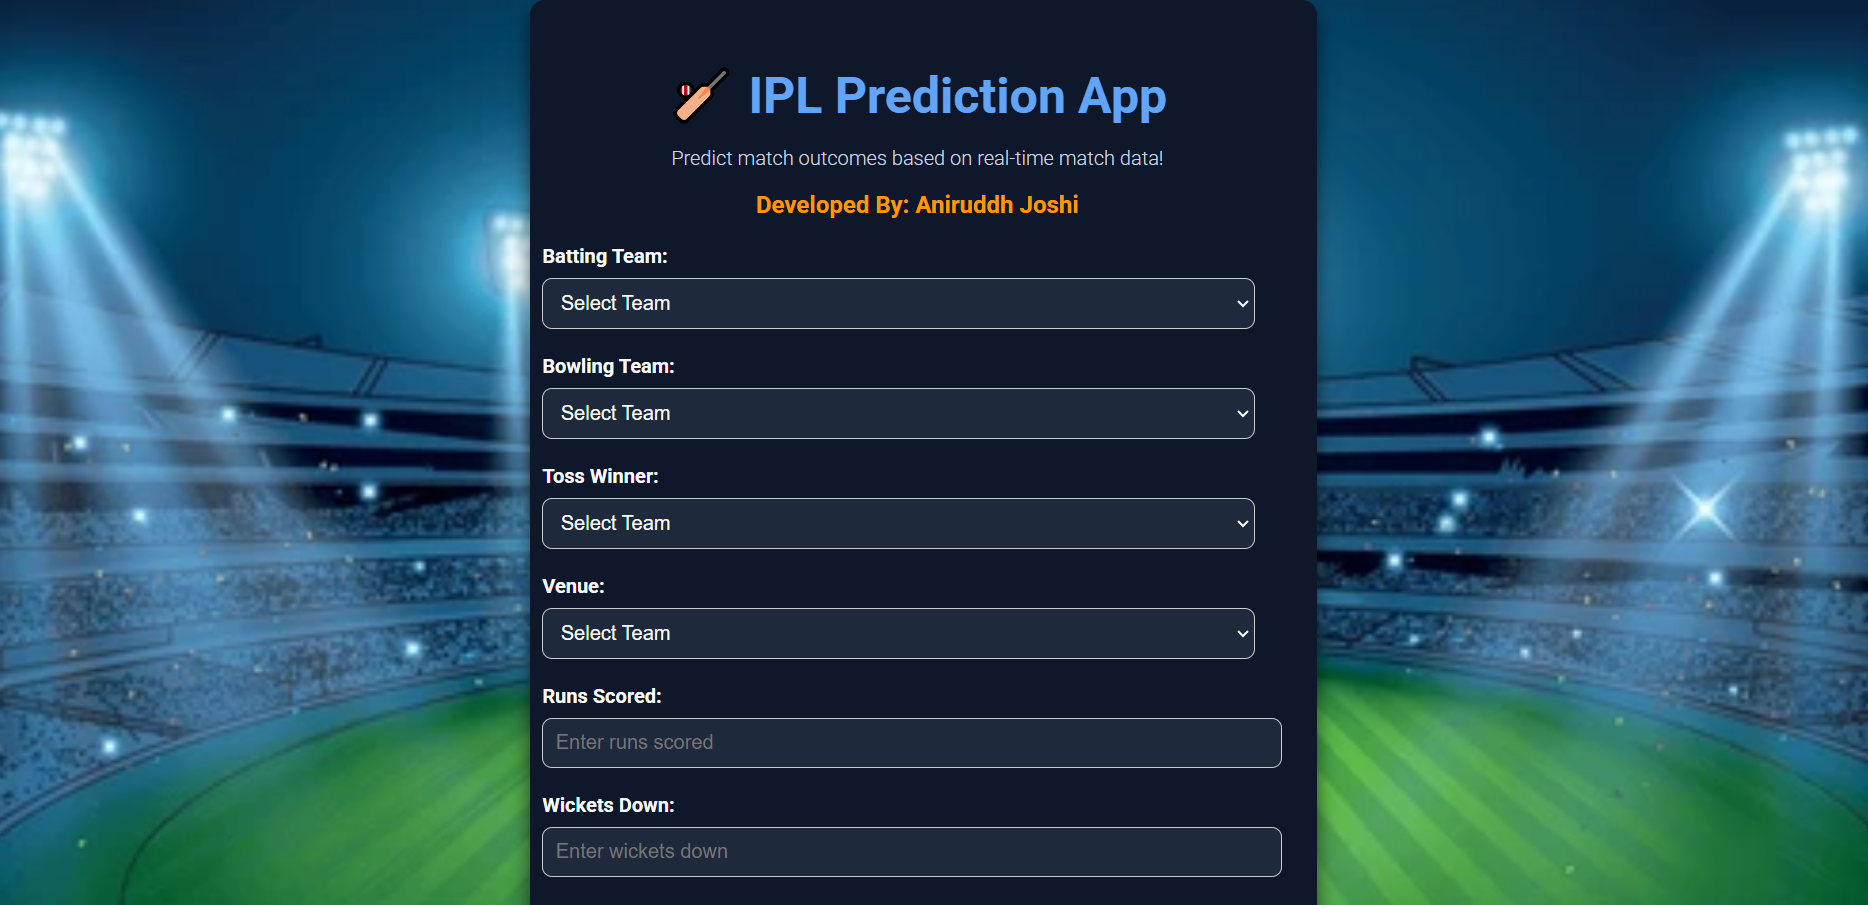 IPL Prediction App
Predict match outcomes based on real-time match data!
Developed By: Aniruddh Joshi
Batting Team:
Select Team
Bowling Team:
Select Team
Toss Winner:
Select Team
Venue:
Select Team
Runs Scored:
Enter runs scored
Wickets Down:
Enter wickets down